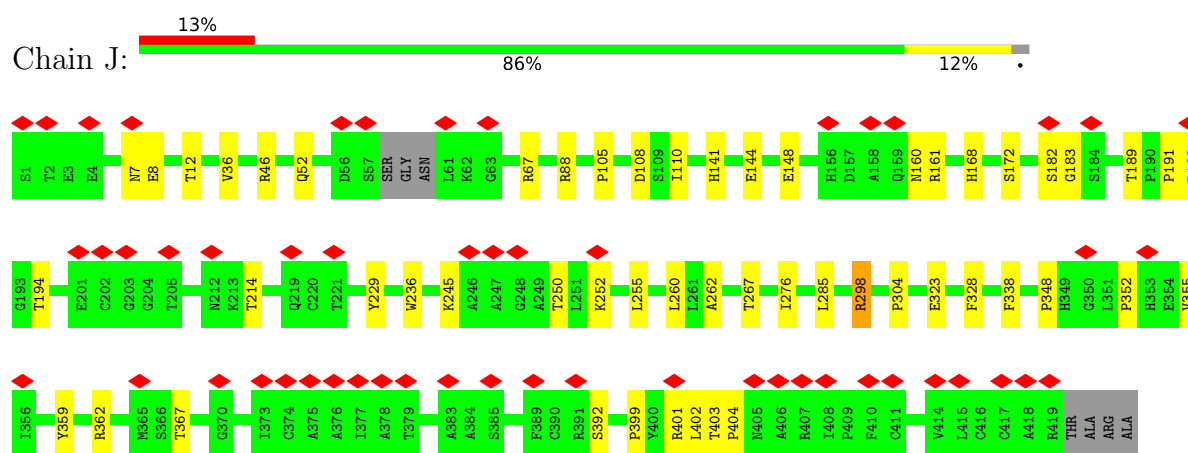 13%
Chain J:
86% 12% •
S1 T2 E3 E4 N7 E8 T12 V36 R46 Q52 D56 S57 SER GLY ASN L61 K62 G63 R67 R88 P105 D108 S109 I110 H141 E144 E148 H156 D157 A158 Q159 N160 R161 H168 S172 S182 G183 S184 T189 P190 P191
G193 T194 E201 C202 G203 G204 T205 N212 K213 T214 Q219 C220 T221 Y229 W236 K245 A246 A247 G248 A249 T250 L251 K252 L255 L260 L261 A262 T267 I276 L285 R298 P304 E323 F328 F338 P348 H349 G350 L351 P352 H353 E354 V355
I356 Y359 R362 M365 S366 T367 G370 I373 C374 A375 A376 I377 A378 T379 A383 A384 S385 F389 C390 R391 S392 P399 Y400 R401 L402 T403 P404 N405 A406 R407 I408 P409 F410 C411 V414 L415 C416 C417 A418 R419 THR ALA ARG ALA